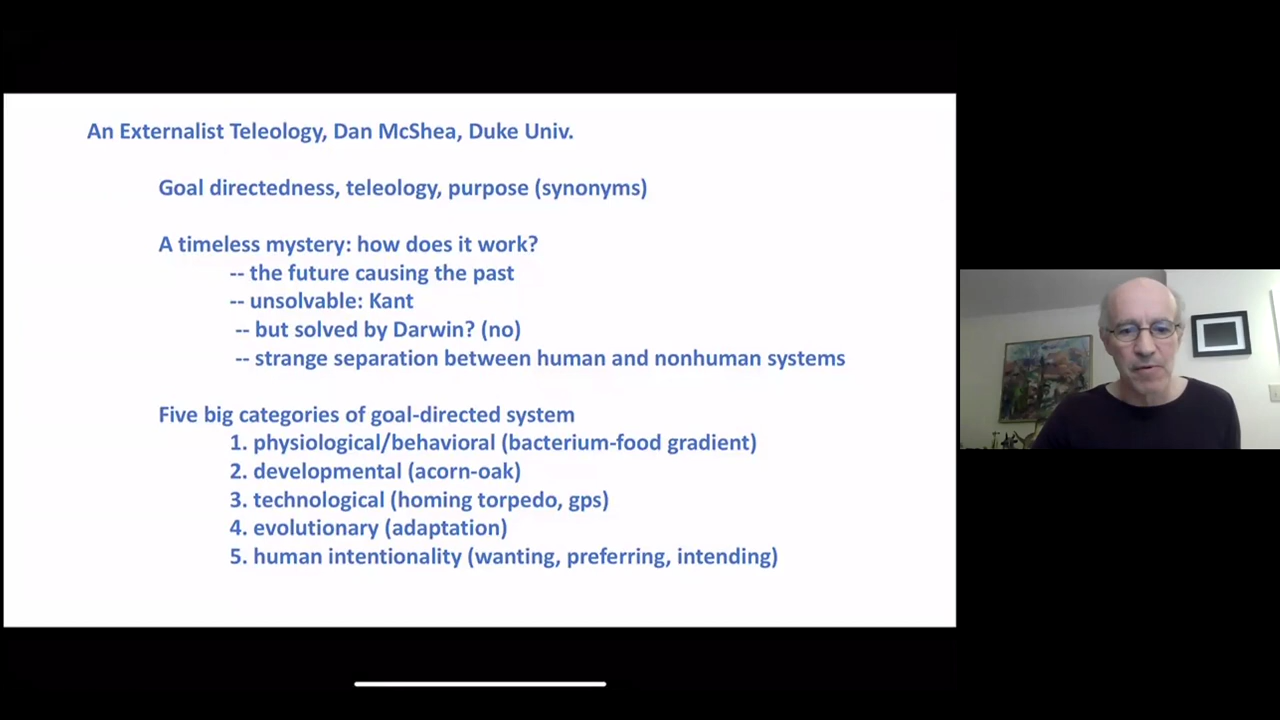 An Externalist Teleology, Dan McShea, Duke Univ.
Goal directedness, teleology, purpose (synonyms)
A timeless mystery: how does it work?
-- the future causing the past
-- unsolvable: Kant
-- but solved by Darwin? (no)
-- strange separation between human and nonhuman systems
Five big categories of goal-directed system
1. physiological/behavioral (bacterium-food gradient)
2. developmental (acorn-oak)
3. technological (homing torpedo, gps)
4. evolutionary (adaptation)
5. human intentionality (wanting, preferring, intending)